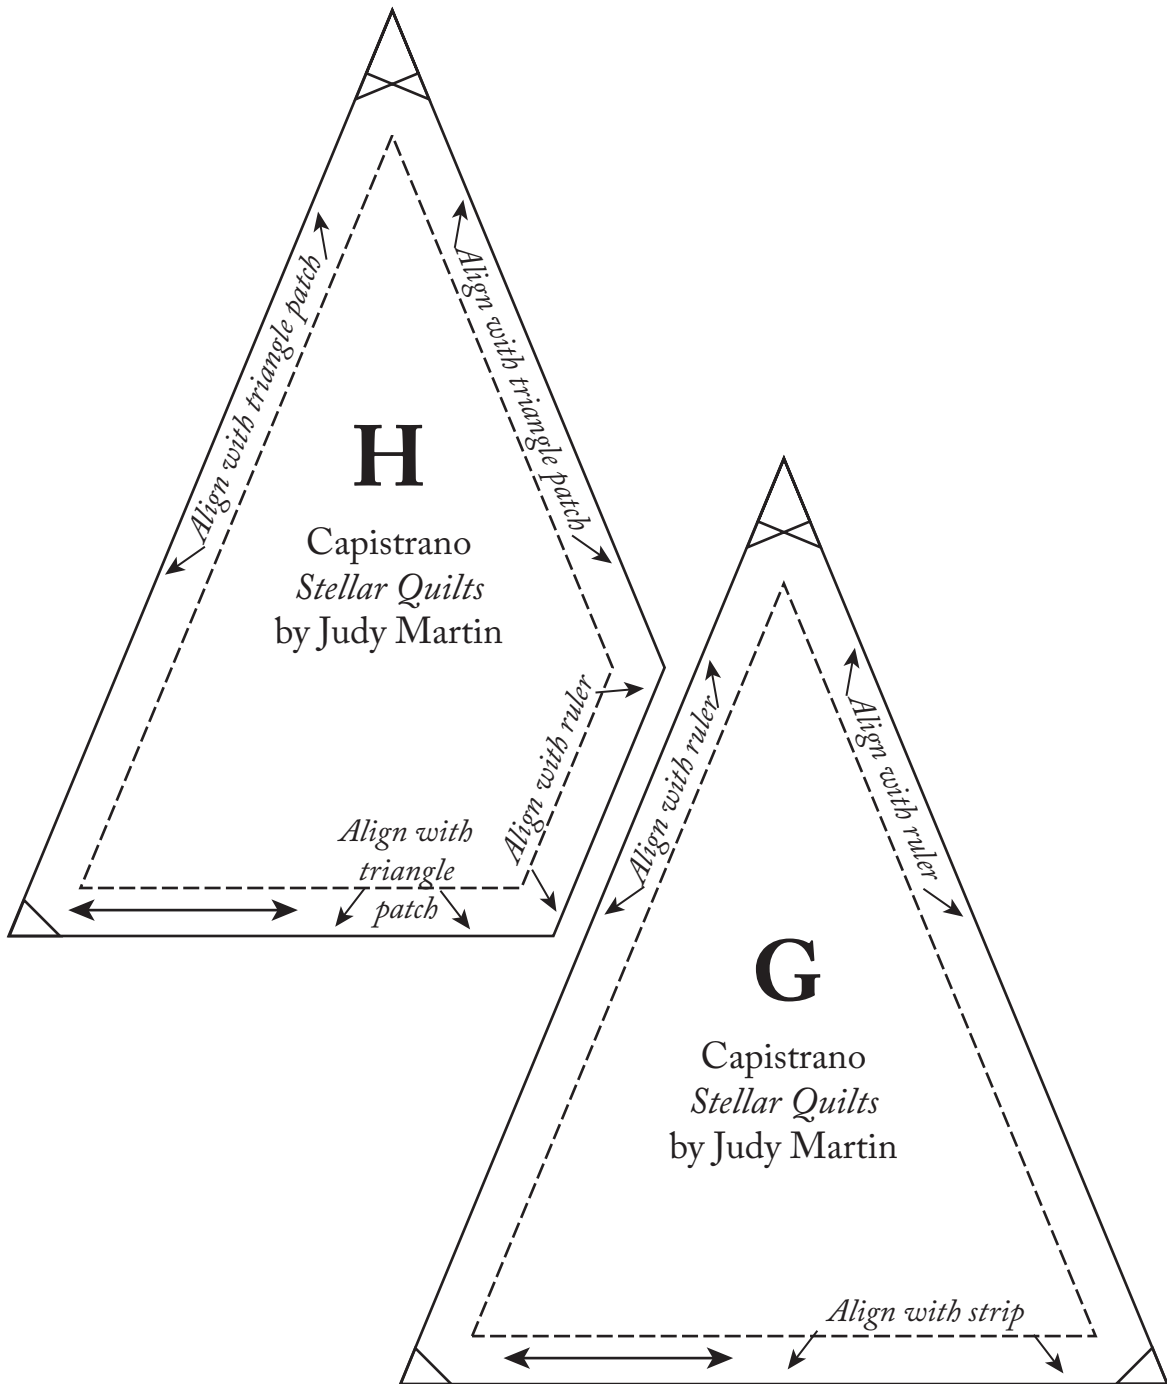 Align with triangle patch
Align with triangle patch
H
Capistrano
Stellar Quilts
by Judy Martin
Align with ruler
Align with
triangle
patch
Align with ruler
Align with ruler
G
Capistrano
Stellar Quilts
by Judy Martin
Align with strip